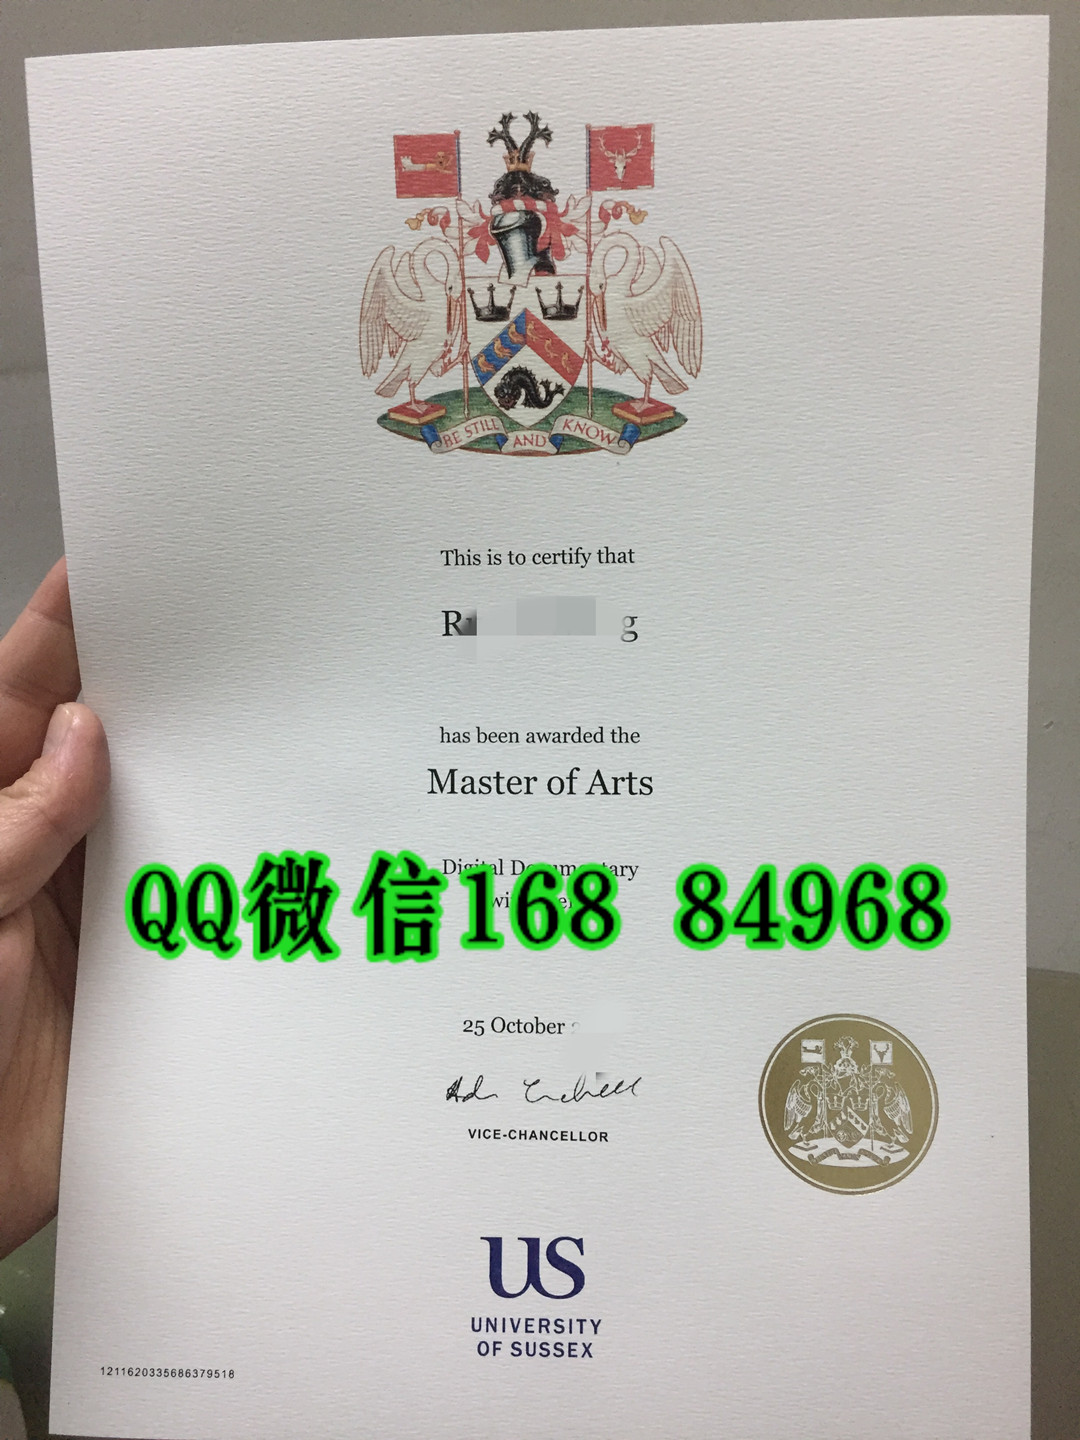 BE STILL AND KNOW
This is to certify that
has been awarded the
Master of Arts
Digital
QQ微信168 84968
25 October
VICE-CHANCELLOR
US
UNIVERSITY
OF SUSSEX
1211620335686379518